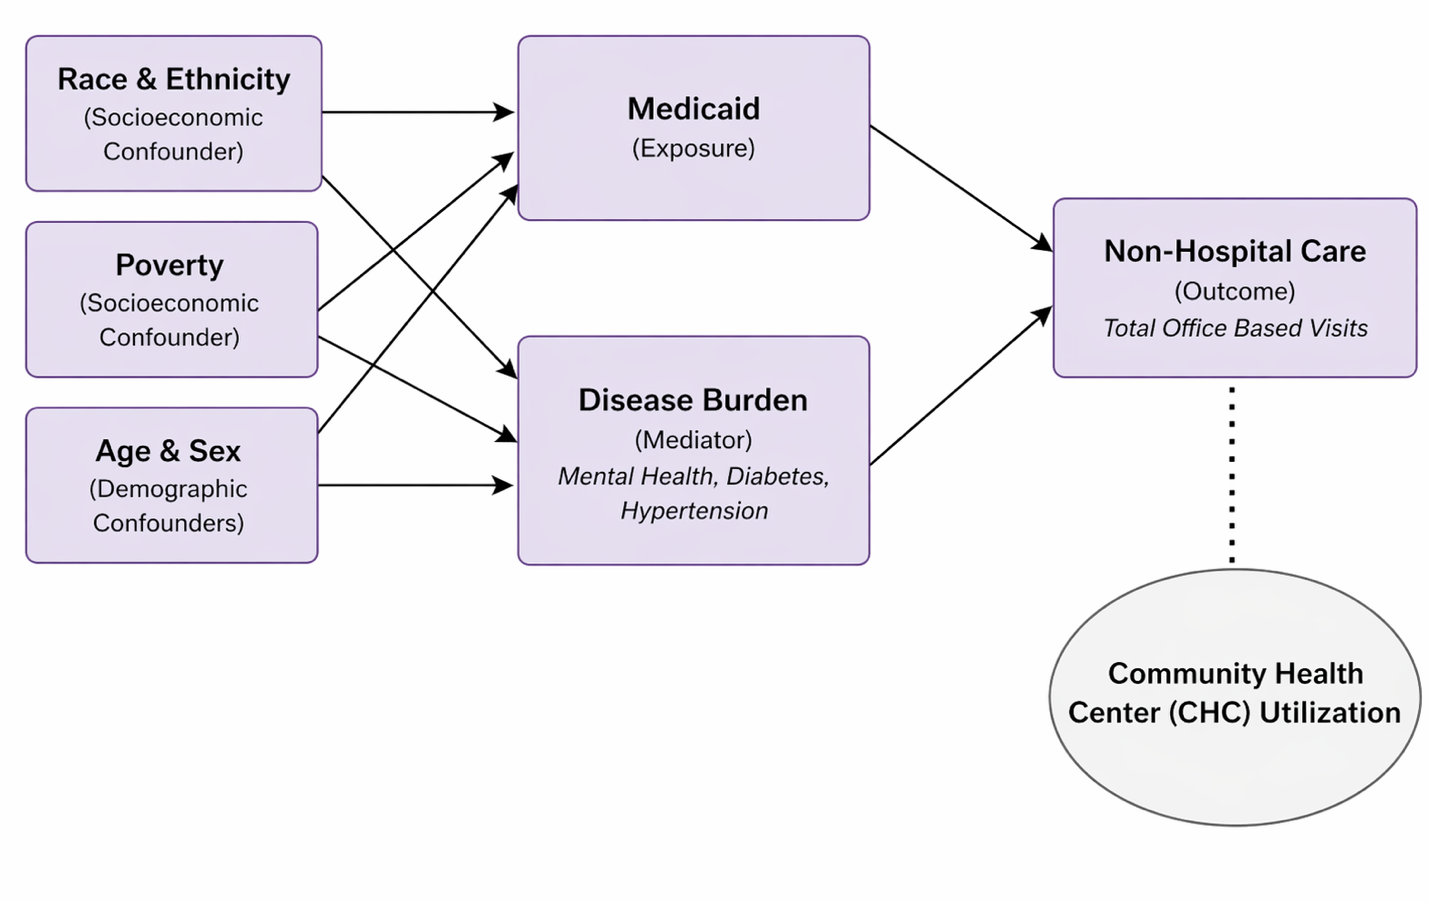 Race & Ethnicity
(Socioeconomic
Confounder)
Medicaid
(Exposure)
Poverty
(Socioeconomic
Confounder)
Non-Hospital Care
(Outcome)
Total Office Based Visits
Age & Sex
(Demographic
Confounders)
Disease Burden
(Mediator)
Mental Health, Diabetes,
Hypertension
Community Health
Center (CHC) Utilization